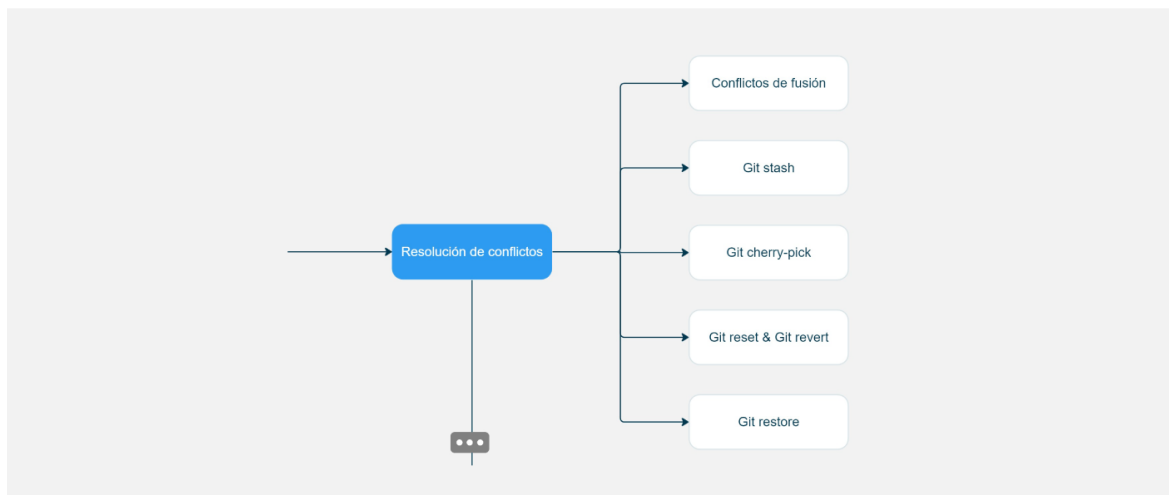 Conflictos de fusión
Git stash
Resolución de conflictos
Git cherry-pick
Git reset & Git revert
Git restore